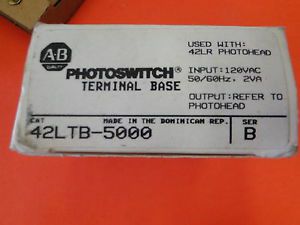 A-B
QUALITY
PHOTOSWITCH®
TERMINAL BASE
USED WITH:
42LR PHOTOHEAD
INPUT:120VAC
50/60Hz, 2VA
OUTPUT:REFER TO
PHOTOHEAD
CAT
MADE IN THE DOMINICAN REP.
SER
42LTB-5000
B